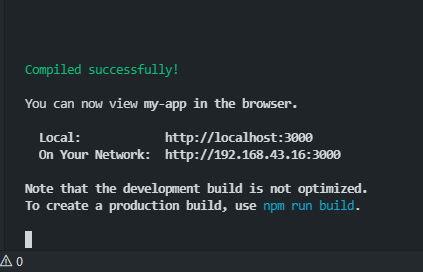 Compiled successfully!
You can now view my-app in the browser.
Local: http://localhost:3000
On Your Network: http://192.168.43.16:3000
Note that the development build is not optimized.
To create a production build, use npm run build.
0